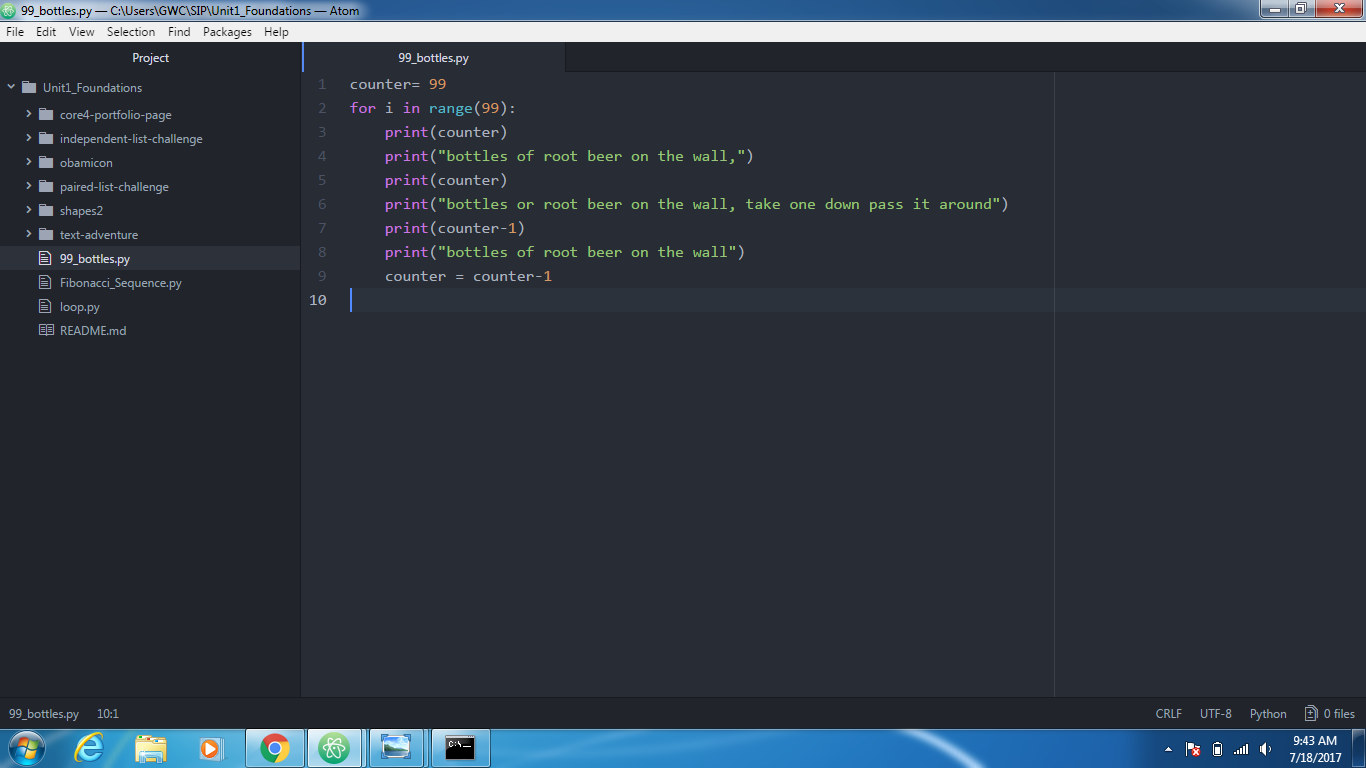 99_bottles.py — C:\Users\GWC\SIP\Unit1_Foundations — Atom
File Edit View Selection Find Packages Help
Project
99_bottles.py
Unit1_Foundations
core4-portfolio-page
independent-list-challenge
obamicon
paired-list-challenge
shapes2
text-adventure
99_bottles.py
Fibonacci_Sequence.py
loop.py
README.md
1 counter= 99
2 for i in range(99):
3 print(counter)
4 print("bottles of root beer on the wall,")
5 print(counter)
6 print("bottles or root beer on the wall, take one down pass it around")
7 print(counter-1)
8 print("bottles of root beer on the wall")
9 counter = counter-1
10
99_bottles.py 10:1
CRLF UTF-8 Python 0 files
C:\_
9:43 AM
7/18/2017